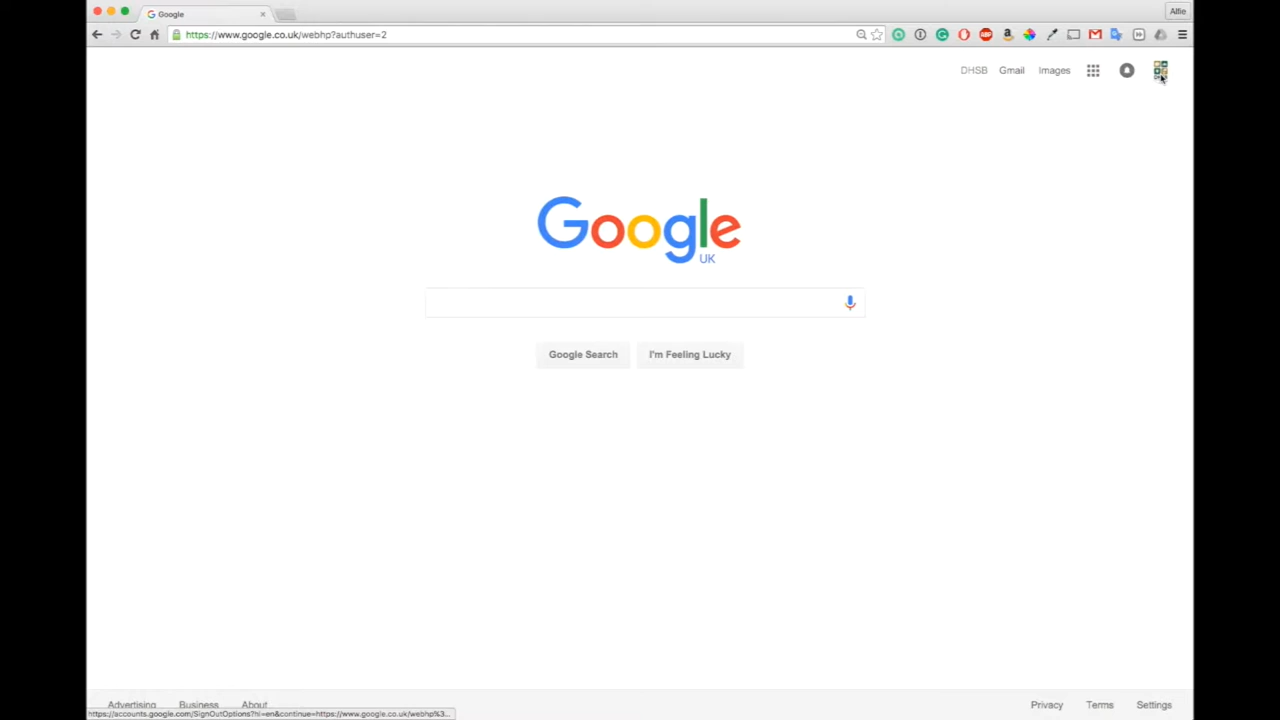 Google
Alfie
https://www.google.co.uk/webhp?authuser=2
ABP
DHSB
Gmail
Images
Google
UK
Google Search
I'm Feeling Lucky
Advertising
Business
About
Privacy
Terms
Settings
https://accounts.google.com/SignOutOptions?hl=en&continue=https://www.google.co.uk/webhp%3...